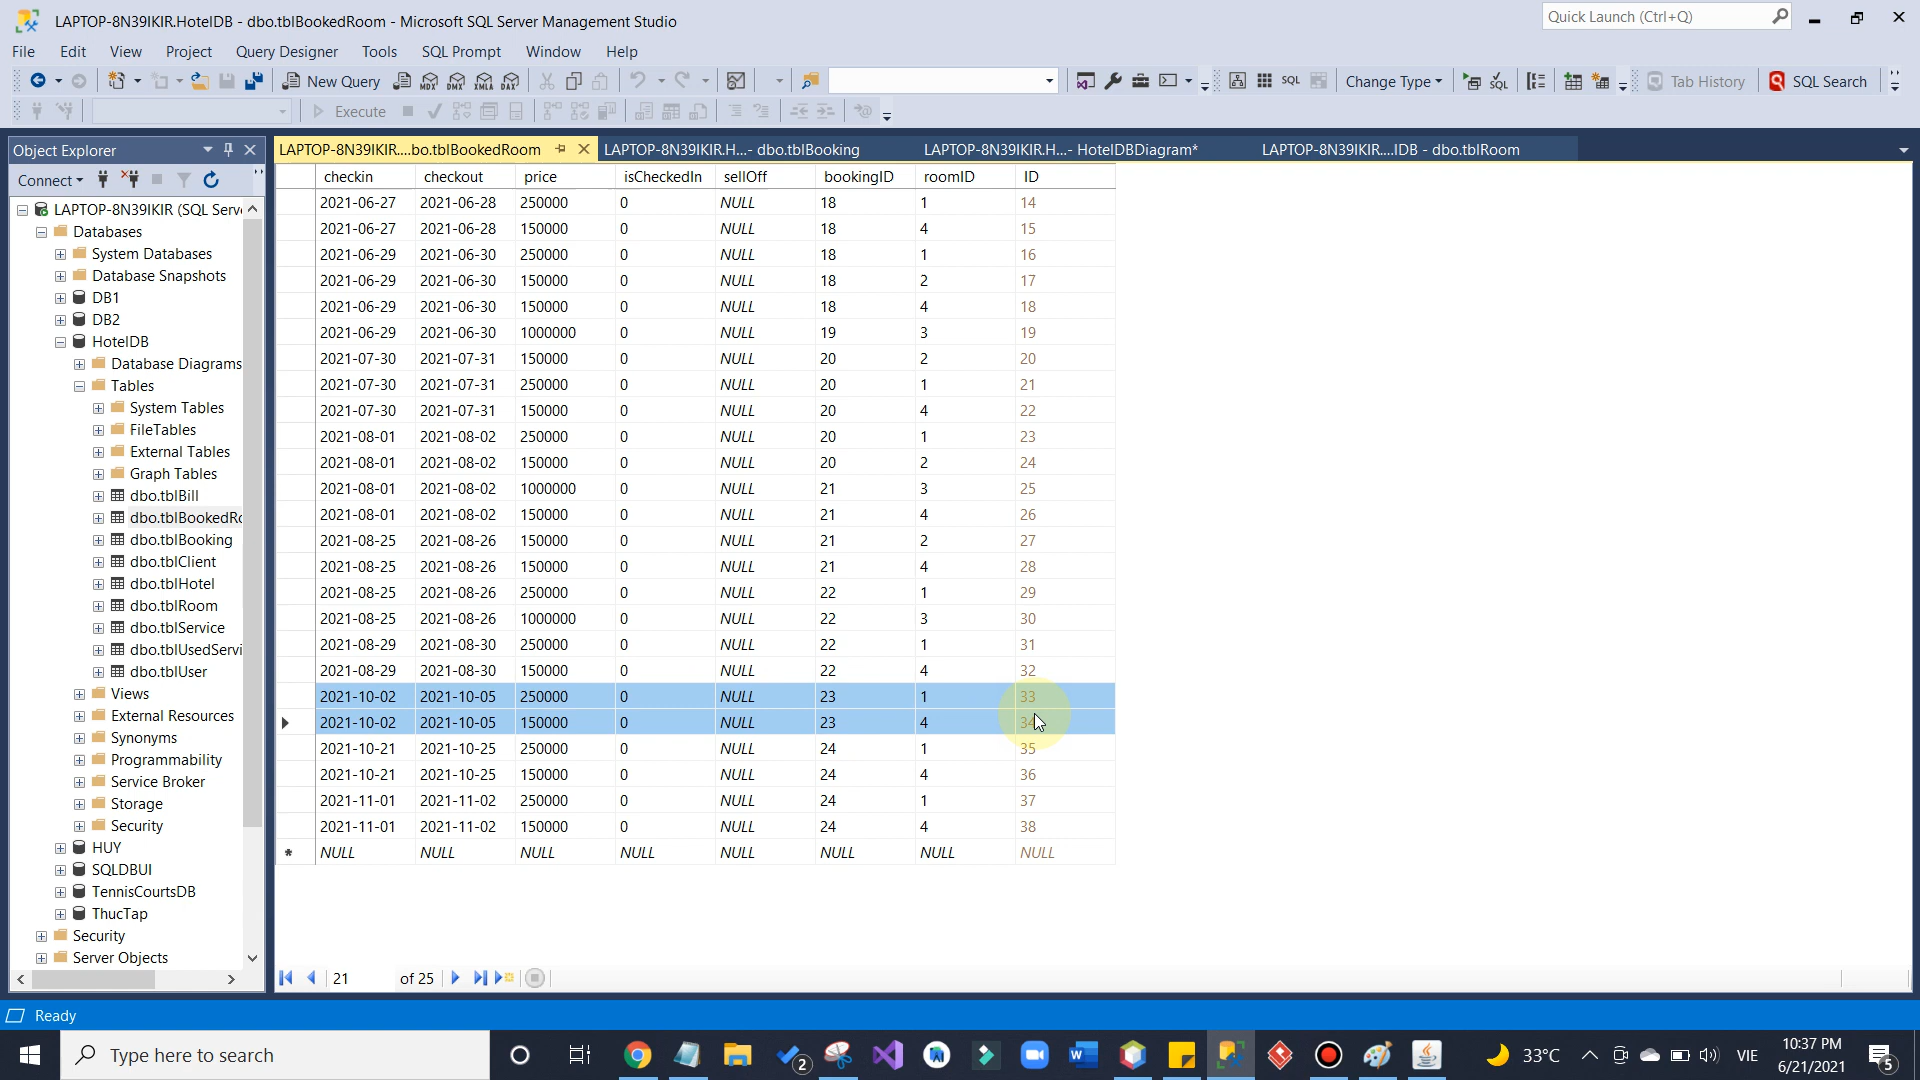 LAPTOP-8N39IKIR.HotelDB - dbo.tblBookedRoom - Microsoft SQL Server Management Studio
Quick Launch (Ctrl+Q)
File Edit View Project Query Designer Tools SQL Prompt Window Help
New Query MDX DMX XMLA DAX SQL Change Type Tab History SQL Search
Execute
Object Explorer
LAPTOP-8N39IKIR....bo.tblBookedRoom
LAPTOP-8N39IKIR.H...- dbo.tblBooking
LAPTOP-8N39IKIR.H...- HotelDBDiagram*
LAPTOP-8N39IKIR....IDB - dbo.tblRoom
Connect
LAPTOP-8N39IKIR (SQL Serv
Databases
System Databases
Database Snapshots
DB1
DB2
HotelDB
Database Diagrams
Tables
System Tables
FileTables
External Tables
Graph Tables
dbo.tblBill
dbo.tblBookedRo
dbo.tblBooking
dbo.tblClient
dbo.tblHotel
dbo.tblRoom
dbo.tblService
dbo.tblUsedServi
dbo.tblUser
Views
External Resources
Synonyms
Programmability
Service Broker
Storage
Security
HUY
SQLDBUI
TennisCourtsDB
ThucTap
Security
Server Objects
checkin checkout price isCheckedIn sellOff bookingID roomID ID
2021-06-27 2021-06-28 250000 0 NULL 18 1 14
2021-06-27 2021-06-28 150000 0 NULL 18 4 15
2021-06-29 2021-06-30 250000 0 NULL 18 1 16
2021-06-29 2021-06-30 150000 0 NULL 18 2 17
2021-06-29 2021-06-30 150000 0 NULL 18 4 18
2021-06-29 2021-06-30 1000000 0 NULL 19 3 19
2021-07-30 2021-07-31 150000 0 NULL 20 2 20
2021-07-30 2021-07-31 250000 0 NULL 20 1 21
2021-07-30 2021-07-31 150000 0 NULL 20 4 22
2021-08-01 2021-08-02 250000 0 NULL 20 1 23
2021-08-01 2021-08-02 150000 0 NULL 20 2 24
2021-08-01 2021-08-02 1000000 0 NULL 21 3 25
2021-08-01 2021-08-02 150000 0 NULL 21 4 26
2021-08-25 2021-08-26 150000 0 NULL 21 2 27
2021-08-25 2021-08-26 150000 0 NULL 21 4 28
2021-08-25 2021-08-26 250000 0 NULL 22 1 29
2021-08-25 2021-08-26 1000000 0 NULL 22 3 30
2021-08-29 2021-08-30 250000 0 NULL 22 1 31
2021-08-29 2021-08-30 150000 0 NULL 22 4 32
2021-10-02 2021-10-05 250000 0 NULL 23 1 33
2021-10-02 2021-10-05 150000 0 NULL 23 4 34
2021-10-21 2021-10-25 250000 0 NULL 24 1 35
2021-10-21 2021-10-25 150000 0 NULL 24 4 36
2021-11-01 2021-11-02 250000 0 NULL 24 1 37
2021-11-01 2021-11-02 150000 0 NULL 24 4 38
NULL NULL NULL NULL NULL NULL NULL NULL
21 of 25
Ready
Type here to search
2
33°C
VIE
10:37 PM
6/21/2021
5